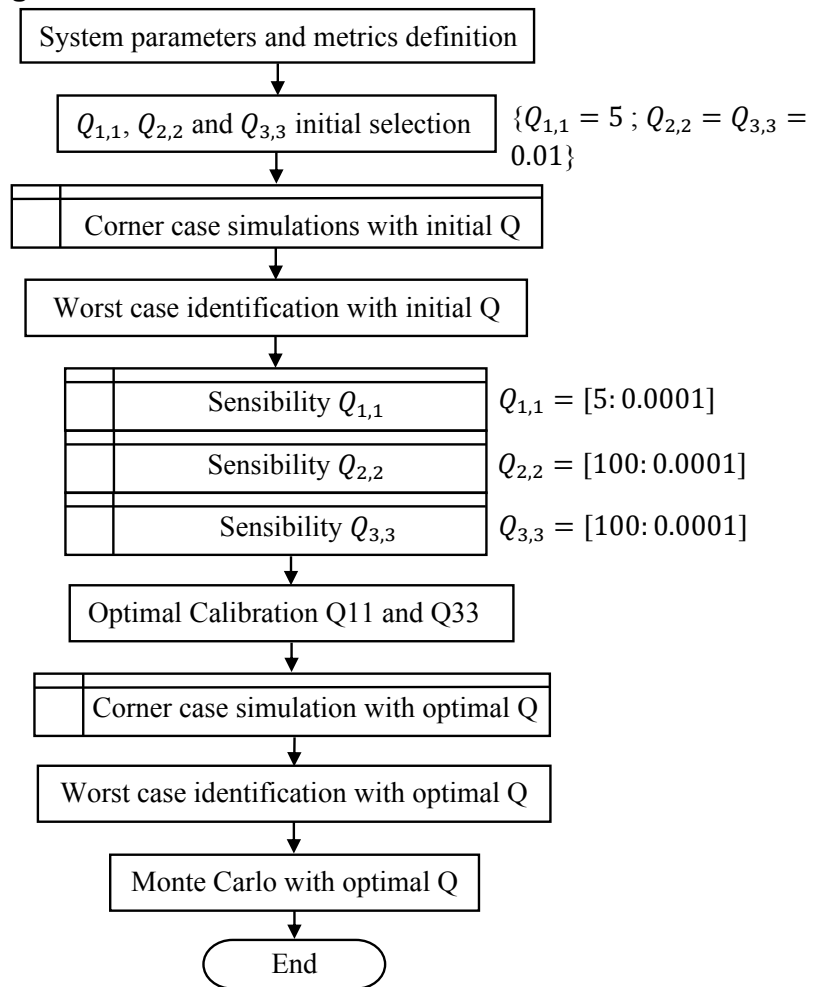 System parameters and metrics definition
Q₁,₁, Q₂,₂ and Q₃,₃ initial selection
{Q₁,₁ = 5 ; Q₂,₂ = Q₃,₃ =
0.01}
Corner case simulations with initial Q
Worst case identification with initial Q
Sensibility Q₁,₁
Q₁,₁ = [5: 0.0001]
Sensibility Q₂,₂
Q₂,₂ = [100: 0.0001]
Sensibility Q₃,₃
Q₃,₃ = [100: 0.0001]
Optimal Calibration Q11 and Q33
Corner case simulation with optimal Q
Worst case identification with optimal Q
Monte Carlo with optimal Q
End